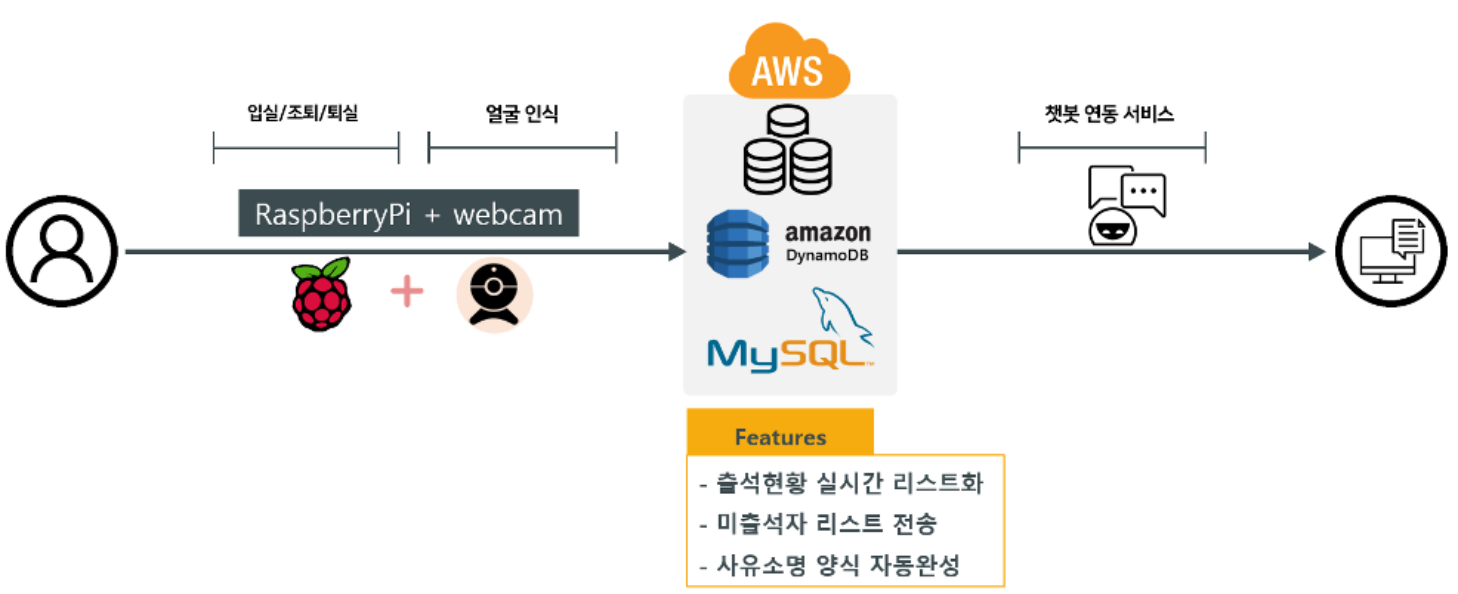 AWS
입실/조퇴/퇴실
얼굴 인식
챗봇 연동 서비스
RaspberryPi + webcam
amazon
DynamoDB
MySQL™
Features
- 출석현황 실시간 리스트화
- 미출석자 리스트 전송
- 사유소명 양식 자동완성